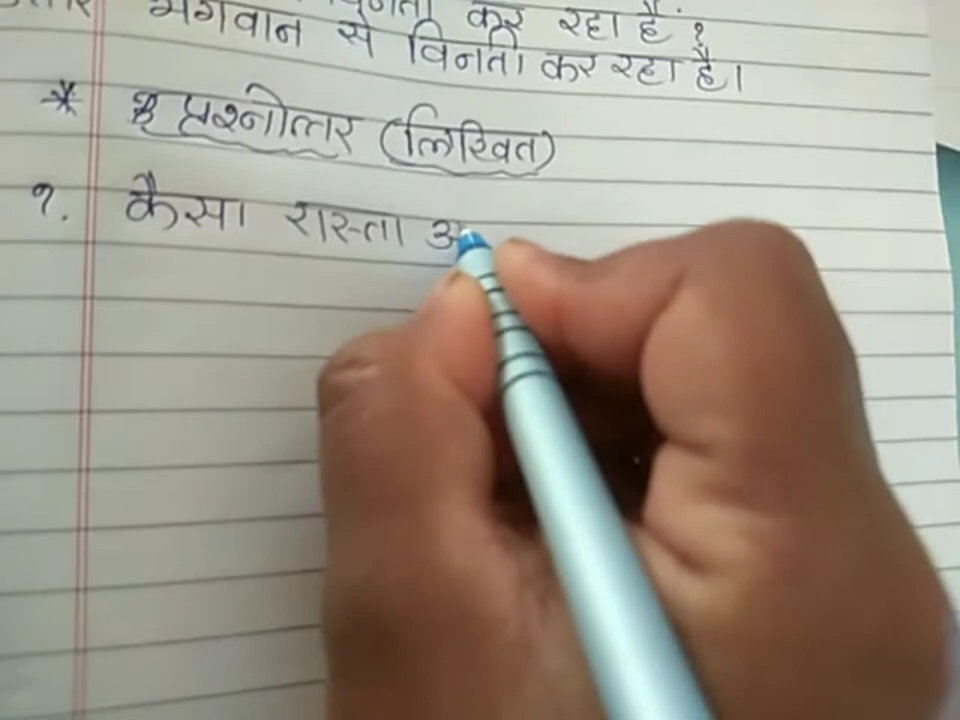 कर रहा है ?
भगवान से विनती कर रहा है।
* प्रश्नोत्तर (लिखित)
१. कैसा रास्ता अ